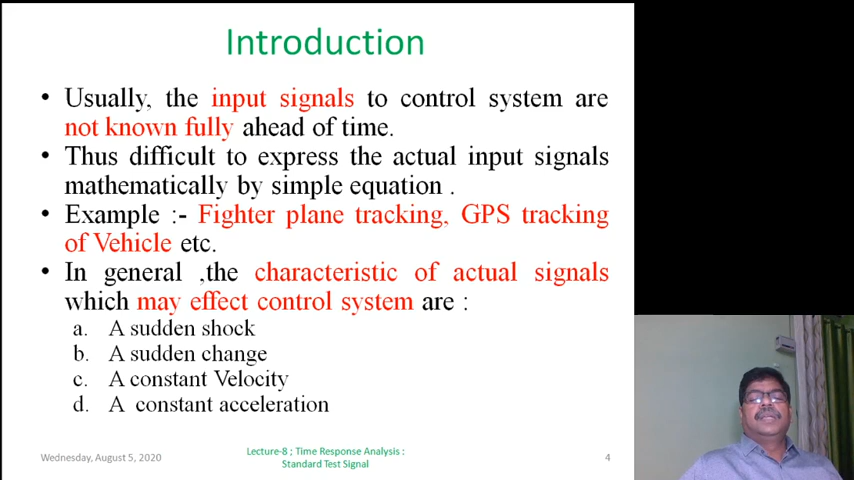 Introduction
• Usually, the input signals to control system are
not known fully ahead of time.
• Thus difficult to express the actual input signals
mathematically by simple equation .
• Example :- Fighter plane tracking, GPS tracking
of Vehicle etc.
• In general ,the characteristic of actual signals
which may effect control system are :
a. A sudden shock
b. A sudden change
c. A constant Velocity
d. A constant acceleration
Wednesday, August 5, 2020
Lecture-8 ; Time Response Analysis :
Standard Test Signal
4